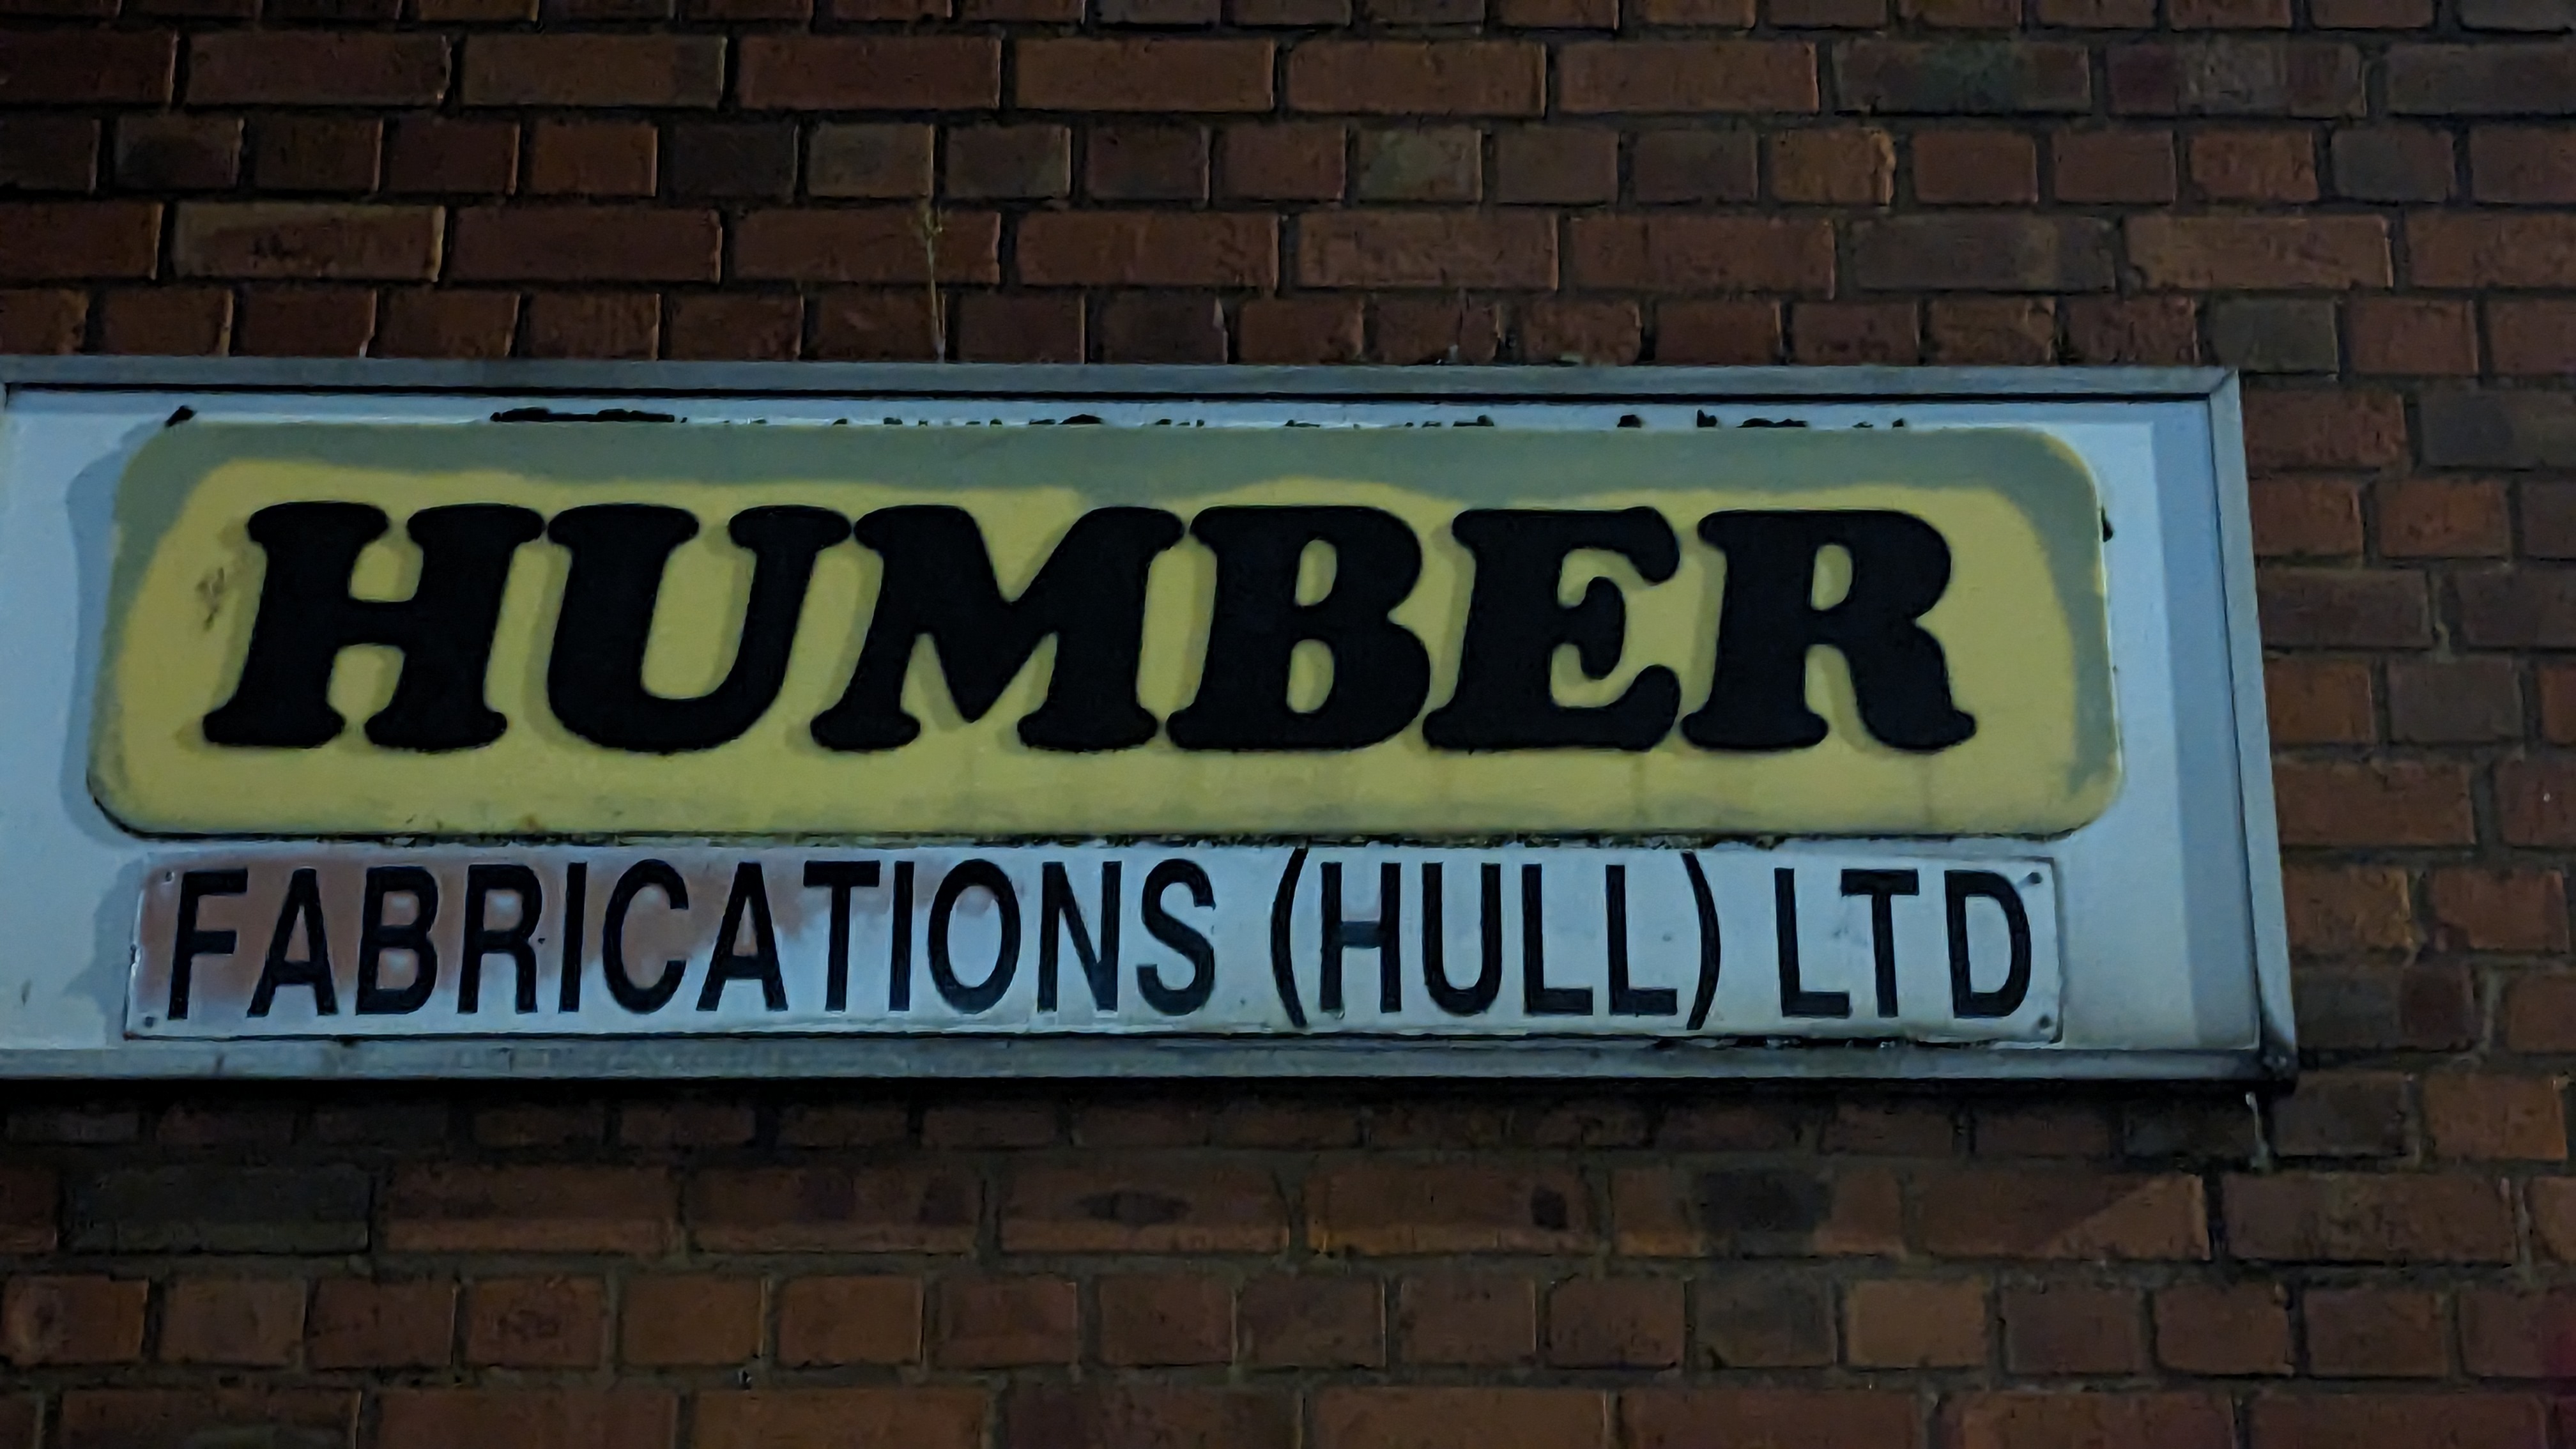 HUMBER
FABRICATIONS (HULL) LTD